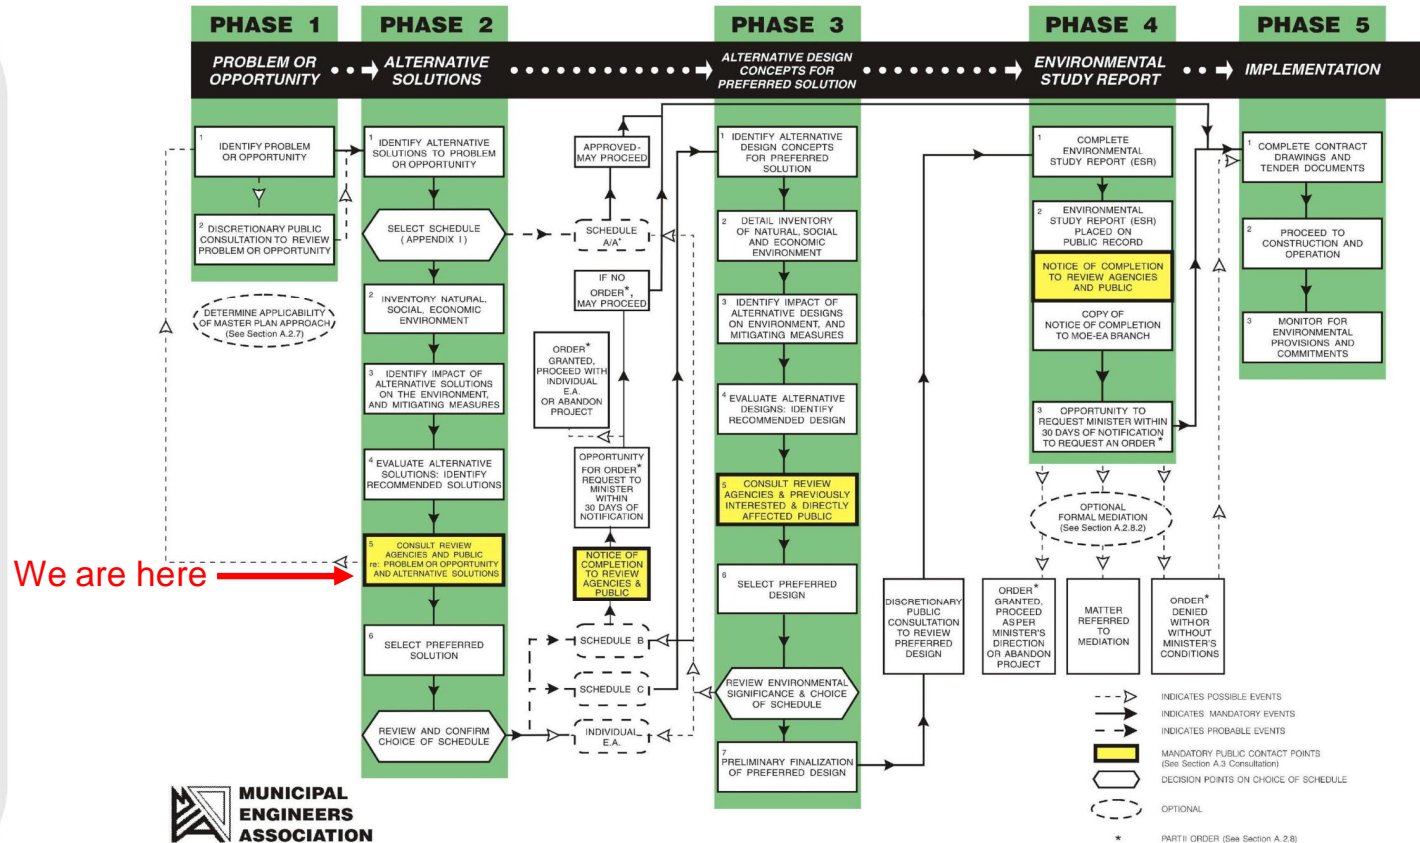 PHASE 1
PHASE 2
PHASE 3
PHASE 4
PHASE 5
PROBLEM OR
OPPORTUNITY
ALTERNATIVE
SOLUTIONS
ALTERNATIVE DESIGN
CONCEPTS FOR
PREFERRED SOLUTION
ENVIRONMENTAL
STUDY REPORT
IMPLEMENTATION
1
IDENTIFY PROBLEM
OR OPPORTUNITY
2 DISCRETIONARY PUBLIC
CONSULTATION TO REVIEW
PROBLEM OR OPPORTUNITY
DETERMINE APPLICABILITY
OF MASTER PLAN APPROACH
(See Section A.2.7)
We are here
1
IDENTIFY ALTERNATIVE
SOLUTIONS TO PROBLEM
OR OPPORTUNITY
SELECT SCHEDULE
(APPENDIX I)
2
INVENTORY NATURAL,
SOCIAL, ECONOMIC
ENVIRONMENT
3 IDENTIFY IMPACT OF
ALTERNATIVE SOLUTIONS
ON THE ENVIRONMENT,
AND MITIGATING MEASURES
4 EVALUATE ALTERNATIVE
SOLUTIONS: IDENTIFY
RECOMMENDED SOLUTIONS
5 CONSULT REVIEW
AGENCIES AND PUBLIC
re: PROBLEM OR OPPORTUNITY
AND ALTERNATIVE SOLUTIONS
6
SELECT PREFERRED
SOLUTION
REVIEW AND CONFIRM
CHOICE OF SCHEDULE
APPROVED-
MAY PROCEED
SCHEDULE
A/A+
IF NO
ORDER*,
MAY PROCEED
ORDER*
GRANTED,
PROCEED WITH
INDIVIDUAL
E.A.
OR ABANDON
PROJECT
OPPORTUNITY
FOR ORDER*
REQUEST TO
MINISTER
WITHIN
30 DAYS OF
NOTIFICATION
NOTICE OF
COMPLETION
TO REVIEW
AGENCIES &
PUBLIC
SCHEDULE B
SCHEDULE C
INDIVIDUAL
E.A.
1 IDENTIFY ALTERNATIVE
DESIGN CONCEPTS
FOR PREFERRED
SOLUTION
2 DETAIL INVENTORY
OF NATURAL, SOCIAL
AND ECONOMIC
ENVIRONMENT
3 IDENTIFY IMPACT OF
ALTERNATIVE DESIGNS
ON ENVIRONMENT, AND
MITIGATING MEASURES
4 EVALUATE ALTERNATIVE
DESIGNS: IDENTIFY
RECOMMENDED DESIGN
5 CONSULT REVIEW
AGENCIES & PREVIOUSLY
INTERESTED & DIRECTLY
AFFECTED PUBLIC
6
SELECT PREFERRED
DESIGN
REVIEW ENVIRONMENTAL
SIGNIFICANCE & CHOICE
OF SCHEDULE
7
PRELIMINARY FINALIZATION
OF PREFERRED DESIGN
DISCRETIONARY
PUBLIC
CONSULTATION
TO REVIEW
PREFERRED
DESIGN
1 COMPLETE
ENVIRONMENTAL
STUDY REPORT (ESR)
2 ENVIRONMENTAL
STUDY REPORT (ESR)
PLACED ON
PUBLIC RECORD
NOTICE OF COMPLETION
TO REVIEW AGENCIES
AND PUBLIC
COPY OF
NOTICE OF COMPLETION
TO MOE-EA BRANCH
3 OPPORTUNITY TO
REQUEST MINISTER WITHIN
30 DAYS OF NOTIFICATION
TO REQUEST AN ORDER*
OPTIONAL
FORMAL MEDIATION
(See Section A.2.8.2)
ORDER*
GRANTED,
PROCEED
AS PER
MINISTER'S
DIRECTION
OR ABANDON
PROJECT
MATTER
REFERRED
TO
MEDIATION
ORDER*
DENIED
WITH OR
WITHOUT
MINISTER'S
CONDITIONS
1
COMPLETE CONTRACT
DRAWINGS AND
TENDER DOCUMENTS
2
PROCEED TO
CONSTRUCTION AND
OPERATION
3 MONITOR FOR
ENVIRONMENTAL
PROVISIONS AND
COMMITMENTS
INDICATES POSSIBLE EVENTS
INDICATES MANDATORY EVENTS
INDICATES PROBABLE EVENTS
MANDATORY PUBLIC CONTACT POINTS
(See Section A.3 Consultation)
DECISION POINTS ON CHOICE OF SCHEDULE
OPTIONAL
* PART II ORDER (See Section A.2.8)
MUNICIPAL
ENGINEERS
ASSOCIATION